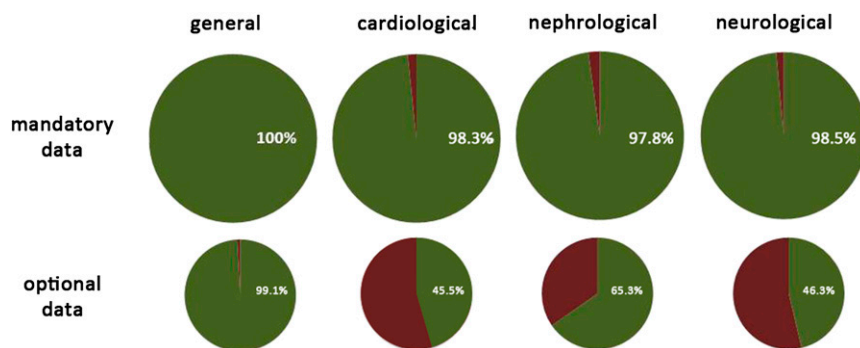 general cardiological nephrological neurological
mandatory
data
100% 98.3% 97.8% 98.5%
optional
data
99.1% 45.5% 65.3% 46.3%